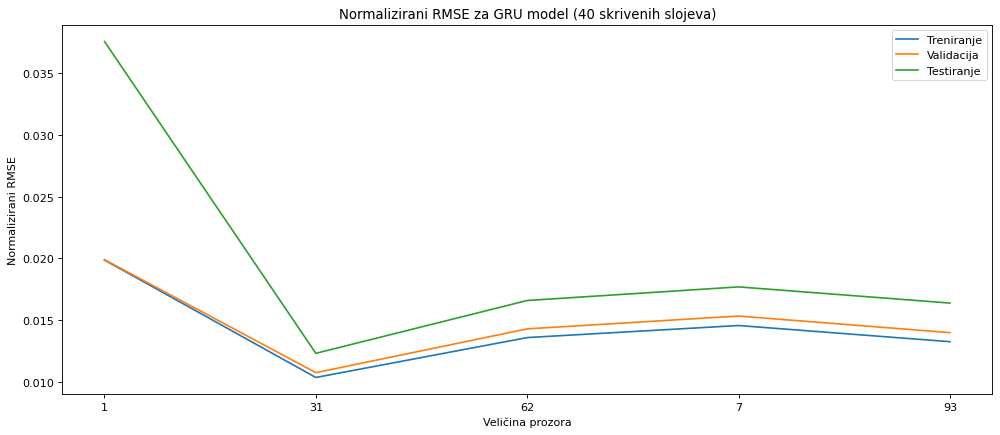 Normalizirani RMSE za GRU model (40 skrivenih slojeva)
Treniranje
Validacija
Testiranje
0.035
0.030
0.025
0.020
0.015
0.010
Normalizirani RMSE
1 31 62 7 93
Veličina prozora